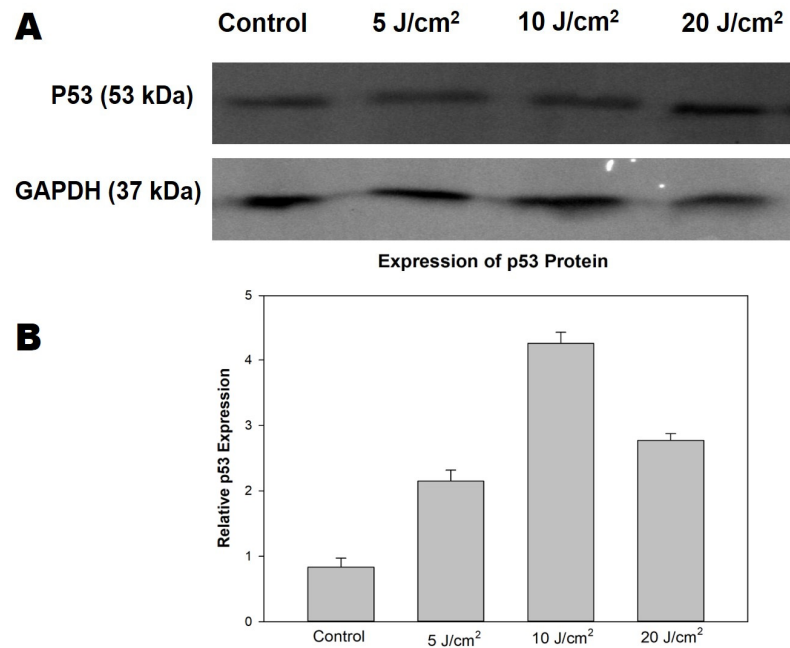 A
Control 5 J/cm² 10 J/cm² 20 J/cm²
P53 (53 kDa)
GAPDH (37 kDa)
Expression of p53 Protein
B
Relative p53 Expression
5
4
3
2
1
0
Control 5 J/cm² 10 J/cm² 20 J/cm²